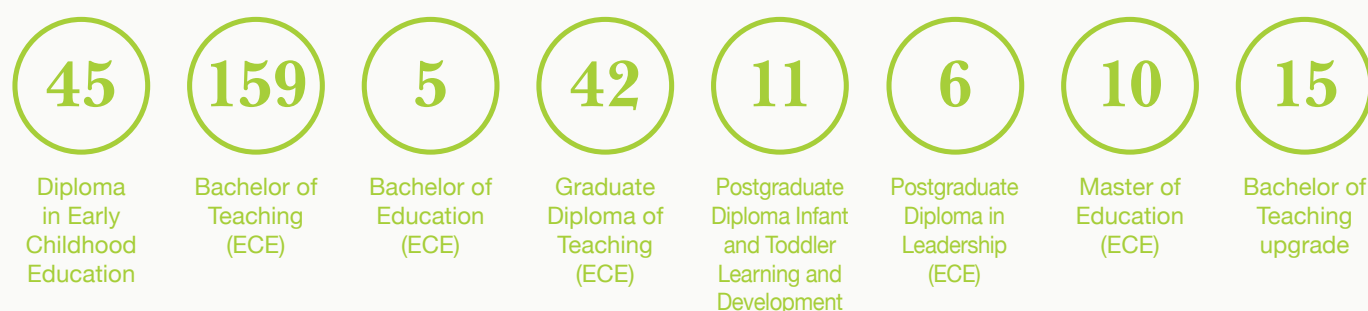 45
Diploma
in Early
Childhood
Education
159
Bachelor of
Teaching
(ECE)
5
Bachelor of
Education
(ECE)
42
Graduate
Diploma of
Teaching
(ECE)
11
Postgraduate
Diploma Infant
and Toddler
Learning and
Development
6
Postgraduate
Diploma in
Leadership
(ECE)
10
Master of
Education
(ECE)
15
Bachelor of
Teaching
upgrade